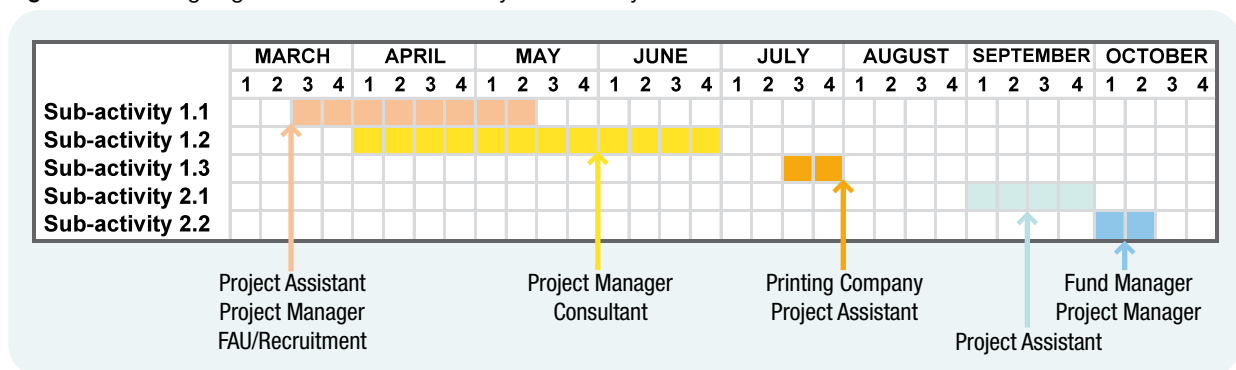 MARCH APRIL MAY JUNE JULY AUGUST SEPTEMBER OCTOBER
1 2 3 4 1 2 3 4 1 2 3 4 1 2 3 4 1 2 3 4 1 2 3 4 1 2 3 4 1 2 3 4
Sub-activity 1.1
Sub-activity 1.2
Sub-activity 1.3
Sub-activity 2.1
Sub-activity 2.2
Project Assistant
Project Manager
FAU/Recruitment
Project Manager
Consultant
Printing Company
Project Assistant
Project Assistant
Fund Manager
Project Manager